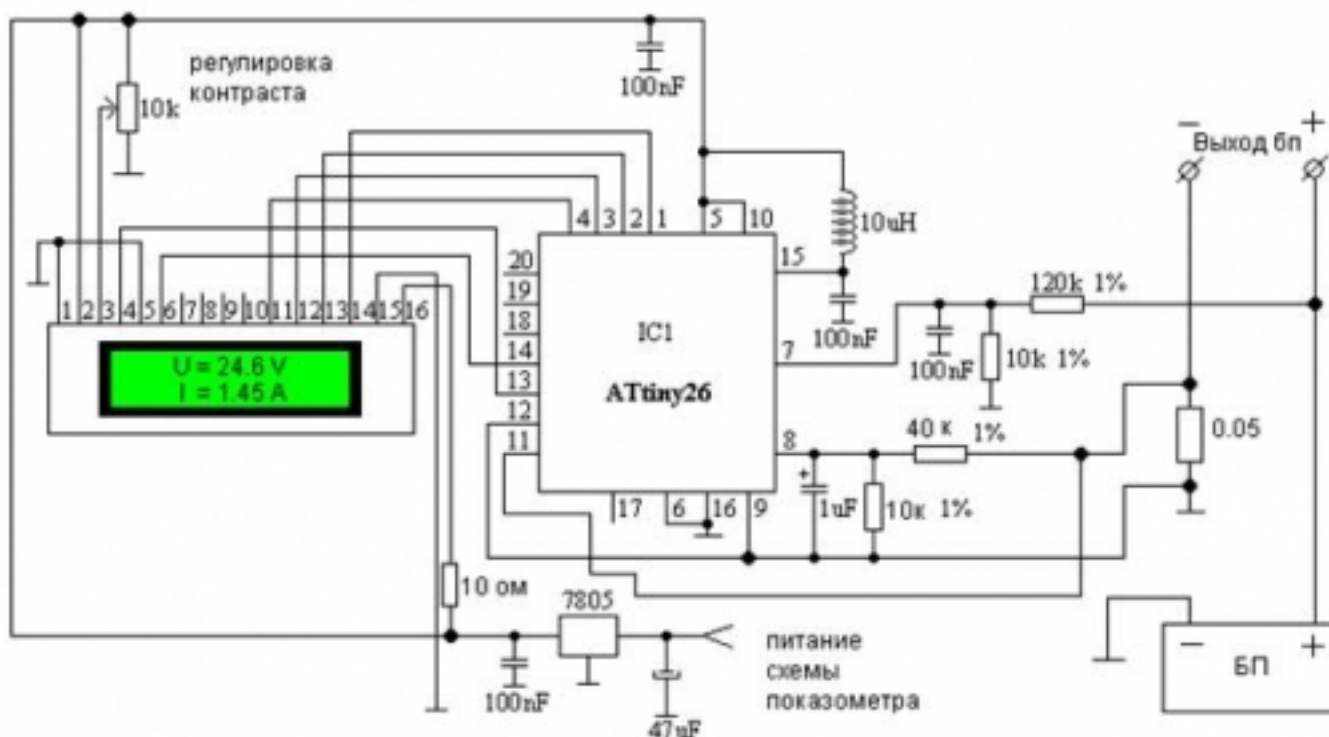 регулировка
контраста
10k
100nF
− +
Выход бп
4 3 2 1 5 10
10uH
20
19
18
14
13
12
11
15
7
8
IC1
ATtiny26
17 6 16 9
100nF
120k 1%
100nF
10k 1%
40 к 1%
1uF
10к 1%
0.05
1 2 3 4 5 6 7 8 9 10 11 12 13 14 15 16
U = 24.6 V
I = 1.45 A
10 ом
7805
100nF
47uF
питание
схемы
показометра
− +
БП